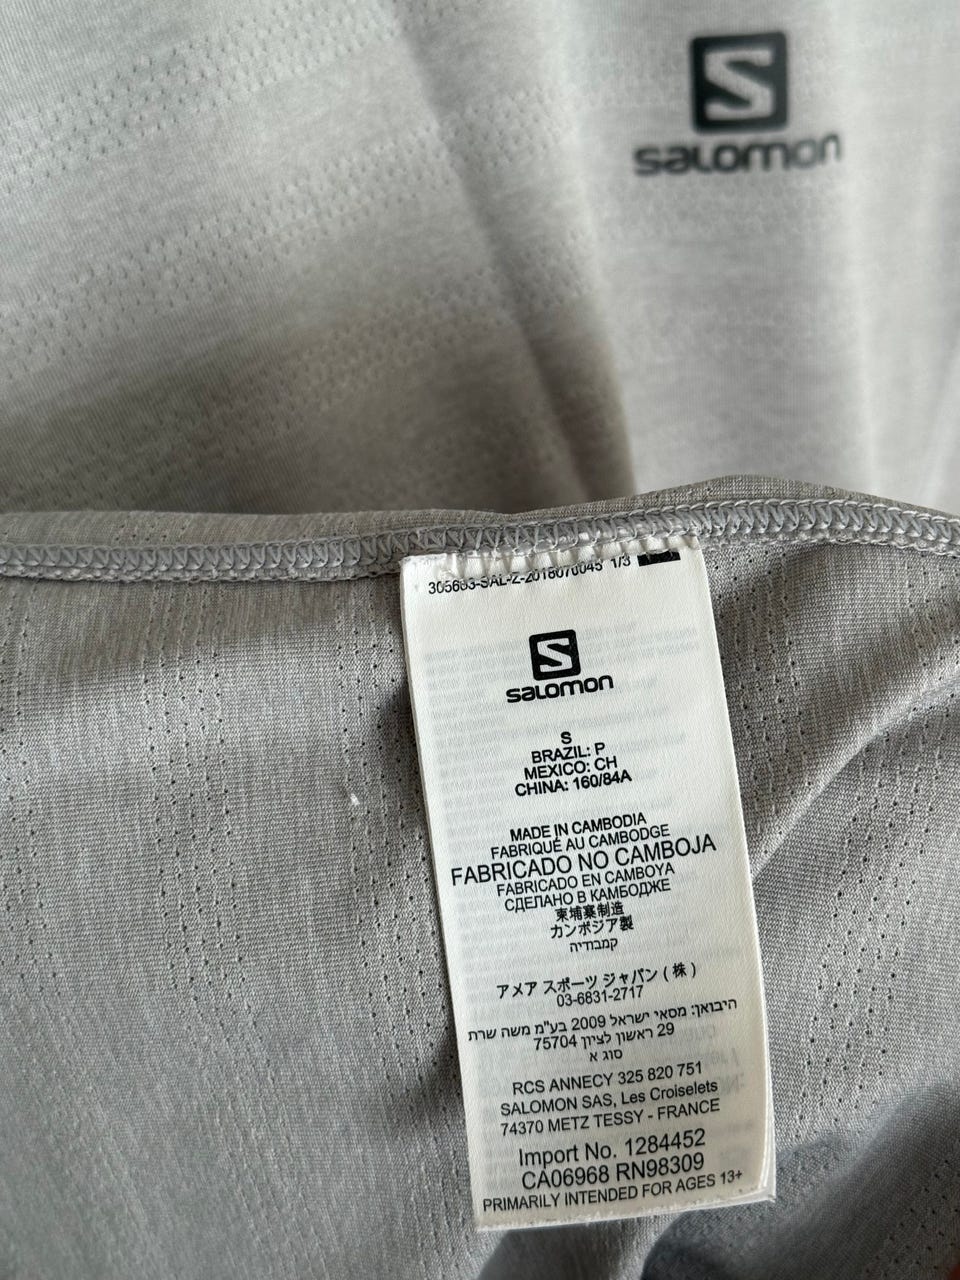 S
salomon
305603-SAL-Z-2018070045 1/3
S
salomon
S
BRAZIL: P
MEXICO: CH
CHINA: 160/84A
MADE IN CAMBODIA
FABRIQUÉ AU CAMBODGE
FABRICADO NO CAMBOJA
FABRICADO EN CAMBOYA
СДЕЛАНО В КАМБОДЖЕ
柬埔寨制造
カンボジア製
קמבודיה
アメア スポーツ ジャパン ( 株 )
03-6831-2717
היבואן: מסאי ישראל 2009 בע"מ משה שרת
29 ראשון לציון 75704
סוג א
RCS ANNECY 325 820 751
SALOMON SAS, Les Croiselets
74370 METZ TESSY - FRANCE
Import No. 1284452
CA06968 RN98309
PRIMARILY INTENDED FOR AGES 13+